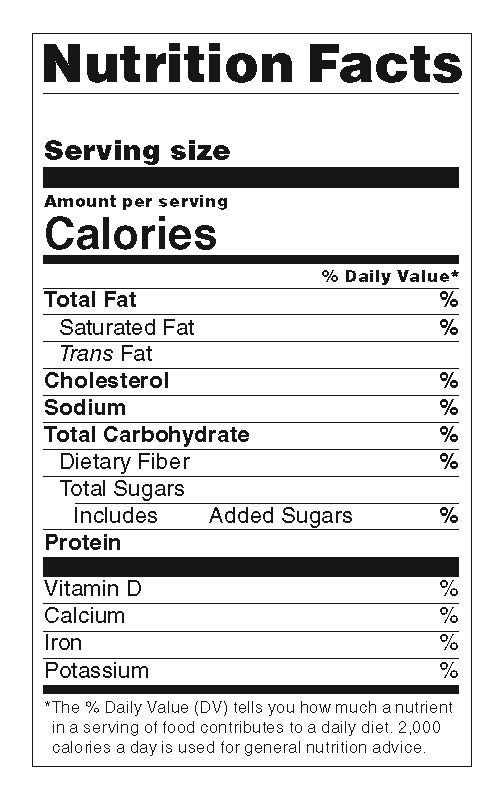 Nutrition Facts
Serving size
Amount per serving
Calories
% Daily Value*
Total Fat %
Saturated Fat %
Trans Fat
Cholesterol %
Sodium %
Total Carbohydrate %
Dietary Fiber %
Total Sugars
Includes Added Sugars %
Protein
Vitamin D %
Calcium %
Iron %
Potassium %
*The % Daily Value (DV) tells you how much a nutrient
in a serving of food contributes to a daily diet. 2,000
calories a day is used for general nutrition advice.